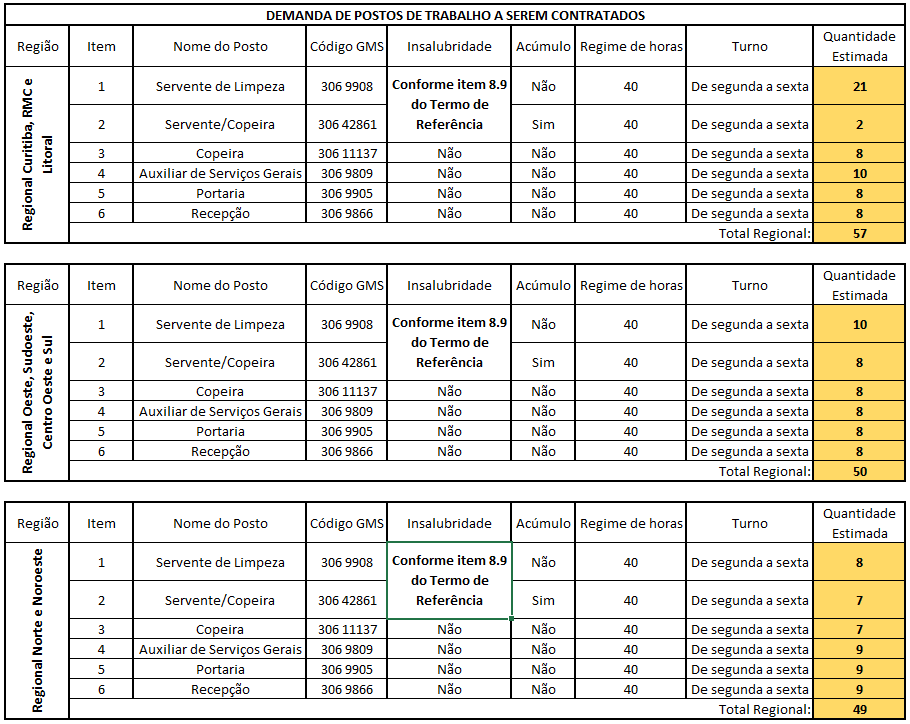 DEMANDA DE POSTOS DE TRABALHO A SEREM CONTRATADOS
Região Item Nome do Posto Código GMS Insalubridade Acúmulo Regime de horas Turno Quantidade Estimada
Regional Curitiba, RMC e Litoral
1 Servente de Limpeza 306 9908 Conforme item 8.9 do Termo de Referência Não 40 De segunda a sexta 21
2 Servente/Copeira 306 42861 Sim 40 De segunda a sexta 2
3 Copeira 306 11137 Não Não 40 De segunda a sexta 8
4 Auxiliar de Serviços Gerais 306 9809 Não Não 40 De segunda a sexta 10
5 Portaria 306 9905 Não Não 40 De segunda a sexta 8
6 Recepção 306 9866 Não Não 40 De segunda a sexta 8
Total Regional: 57
Região Item Nome do Posto Código GMS Insalubridade Acúmulo Regime de horas Turno Quantidade Estimada
Regional Oeste, Sudoeste, Centro Oeste e Sul
1 Servente de Limpeza 306 9908 Conforme item 8.9 do Termo de Referência Não 40 De segunda a sexta 10
2 Servente/Copeira 306 42861 Sim 40 De segunda a sexta 8
3 Copeira 306 11137 Não Não 40 De segunda a sexta 8
4 Auxiliar de Serviços Gerais 306 9809 Não Não 40 De segunda a sexta 8
5 Portaria 306 9905 Não Não 40 De segunda a sexta 8
6 Recepção 306 9866 Não Não 40 De segunda a sexta 8
Total Regional: 50
Região Item Nome do Posto Código GMS Insalubridade Acúmulo Regime de horas Turno Quantidade Estimada
Regional Norte e Noroeste
1 Servente de Limpeza 306 9908 Conforme item 8.9 do Termo de Referência Não 40 De segunda a sexta 8
2 Servente/Copeira 306 42861 Sim 40 De segunda a sexta 7
3 Copeira 306 11137 Não Não 40 De segunda a sexta 7
4 Auxiliar de Serviços Gerais 306 9809 Não Não 40 De segunda a sexta 9
5 Portaria 306 9905 Não Não 40 De segunda a sexta 9
6 Recepção 306 9866 Não Não 40 De segunda a sexta 9
Total Regional: 49